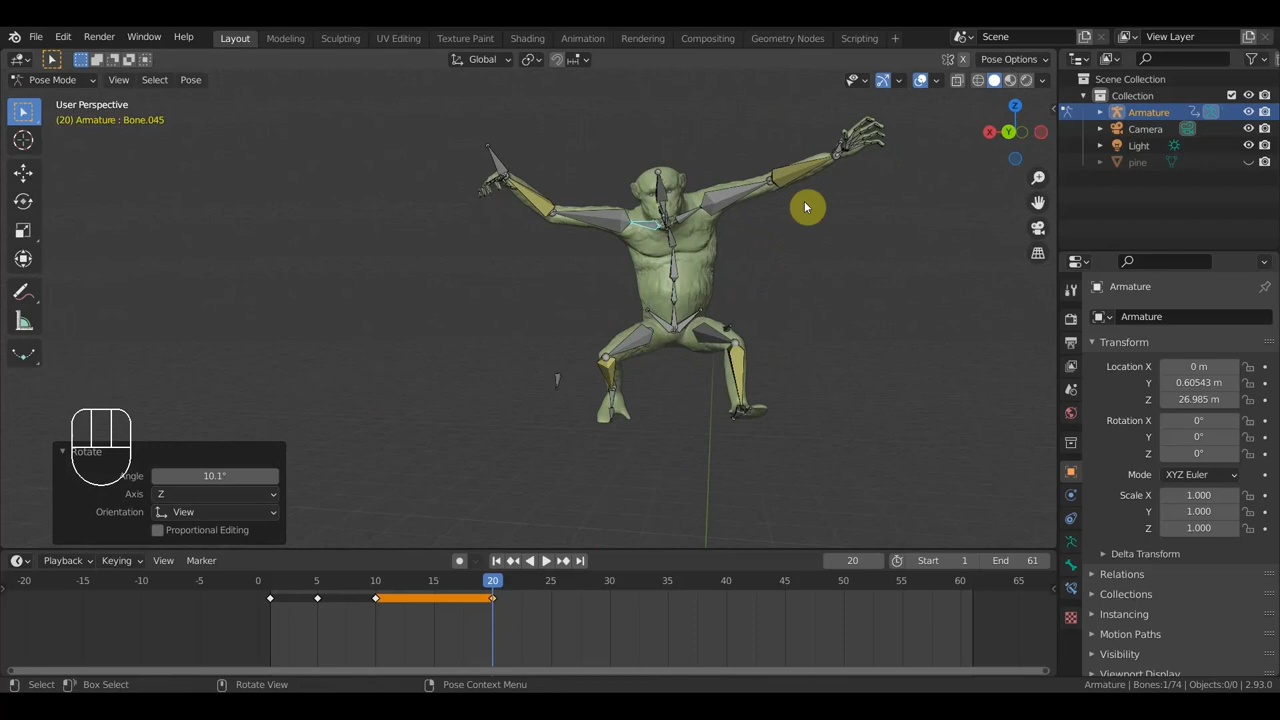 File Edit Render Window Help Layout Modeling Sculpting UV Editing Texture Paint Shading Animation Rendering Compositing Geometry Nodes Scripting + Scene View Layer
Global X Pose Options
Pose Mode View Select Pose
User Perspective
(20) Armature : Bone.045
Scene Collection
Collection
Armature
Camera
Light
pine
Z
X Y
Armature
Armature
Transform
Location X 0 m
Y 0.60543 m
Z 26.985 m
Rotation X 0°
Y 0°
Z 0°
Mode XYZ Euler
Scale X 1.000
Y 1.000
Z 1.000
Delta Transform
Relations
Collections
Instancing
Motion Paths
Visibility
Viewport Display
Rotate
Angle 10.1°
Axis Z
Orientation View
Proportional Editing
Playback Keying View Marker 20 Start 1 End 61
-20 -15 -10 -5 0 5 10 15 20 25 30 35 40 45 50 55 60 65
Select Box Select Rotate View Pose Context Menu Armature | Bones:1/74 | Objects:0/0 | 2.93.0